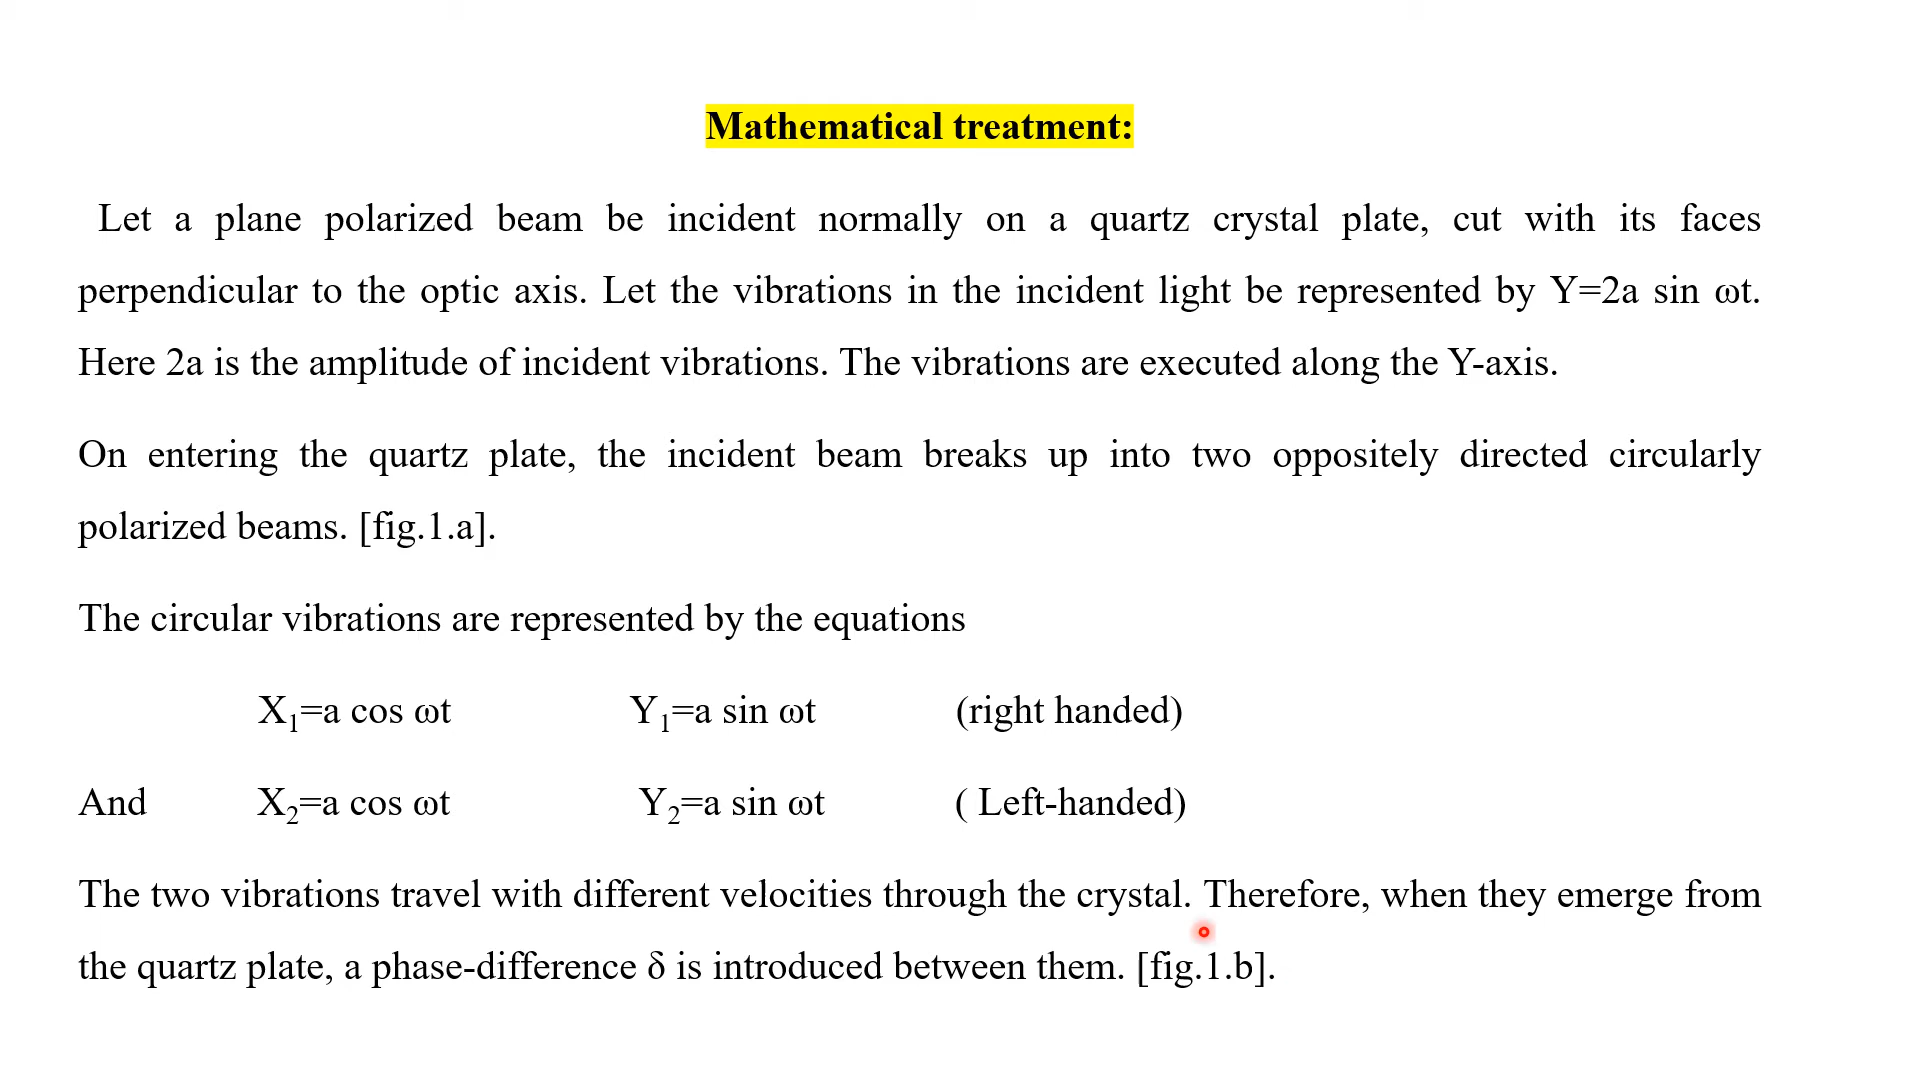 Mathematical treatment:
Let a plane polarized beam be incident normally on a quartz crystal plate, cut with its faces
perpendicular to the optic axis. Let the vibrations in the incident light be represented by Y=2a sin ωt.
Here 2a is the amplitude of incident vibrations. The vibrations are executed along the Y-axis.
On entering the quartz plate, the incident beam breaks up into two oppositely directed circularly
polarized beams. [fig.1.a].
The circular vibrations are represented by the equations
X₁=a cos ωt Y₁=a sin ωt (right handed)
And X₂=a cos ωt Y₂=a sin ωt ( Left-handed)
The two vibrations travel with different velocities through the crystal. Therefore, when they emerge from
the quartz plate, a phase-difference δ is introduced between them. [fig.1.b].